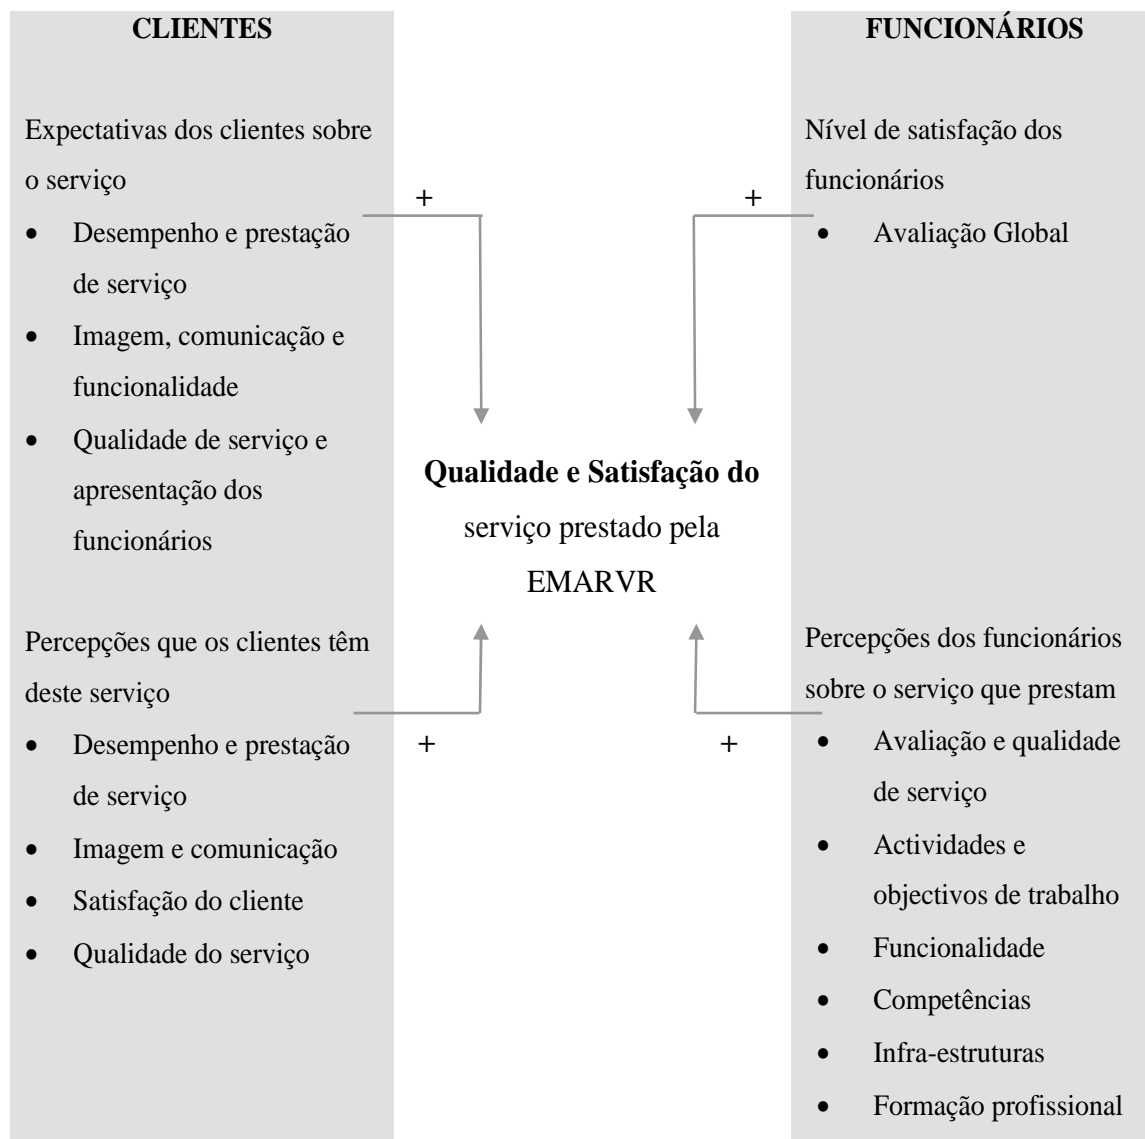 CLIENTES
Expectativas dos clientes sobre
o serviço
• Desempenho e prestação
de serviço
• Imagem, comunicação e
funcionalidade
• Qualidade de serviço e
apresentação dos
funcionários
Percepções que os clientes têm
deste serviço
• Desempenho e prestação
de serviço
• Imagem e comunicação
• Satisfação do cliente
• Qualidade do serviço
+
+
Qualidade e Satisfação do
serviço prestado pela
EMARVR
+
+
FUNCIONÁRIOS
Nível de satisfação dos
funcionários
• Avaliação Global
Percepções dos funcionários
sobre o serviço que prestam
• Avaliação e qualidade
de serviço
• Actividades e
objectivos de trabalho
• Funcionalidade
• Competências
• Infra-estruturas
• Formação profissional